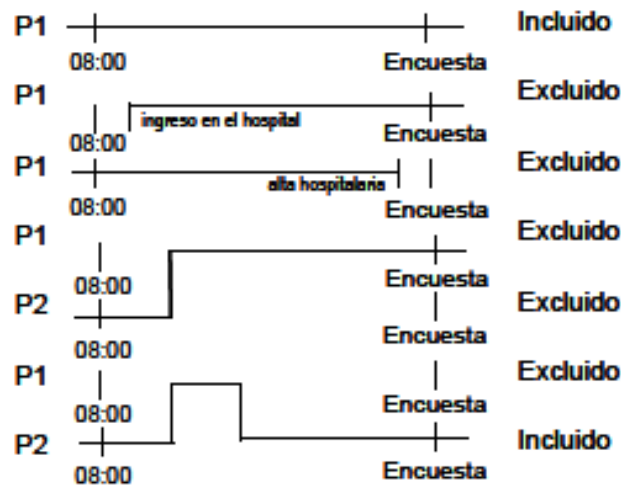 P1 Incluido
08:00 Encuesta
P1 Excluido
ingreso en el hospital
08:00 Encuesta
P1 Excluido
alta hospitalaria
08:00 Encuesta
P1 Excluido
08:00 Encuesta
P2 Excluido
08:00 Encuesta
P1 Excluido
08:00 Encuesta
P2 Incluido
08:00 Encuesta